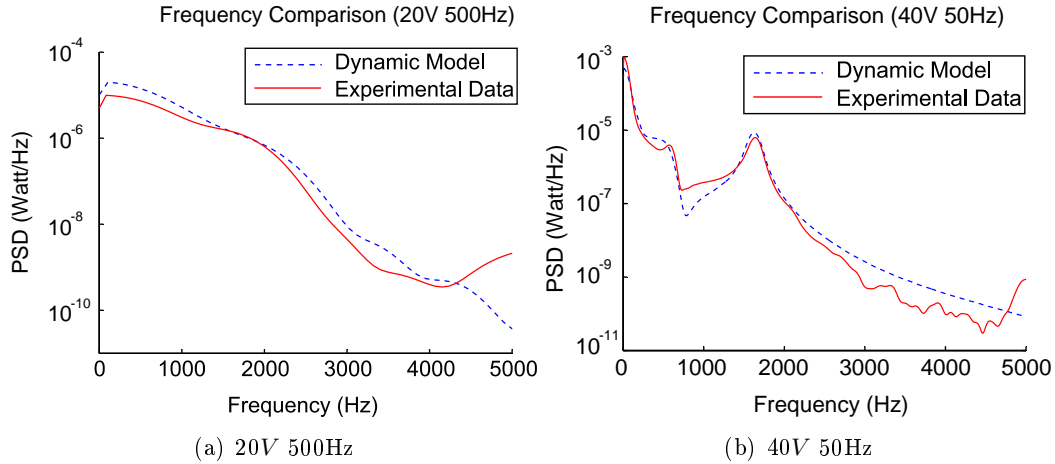 Frequency Comparison (20V 500Hz)
Dynamic Model
Experimental Data
10^-4
10^-6
10^-8
10^-10
PSD (Watt/Hz)
0 1000 2000 3000 4000 5000
Frequency (Hz)
(a) 20V 500Hz
Frequency Comparison (40V 50Hz)
Dynamic Model
Experimental Data
10^-3
10^-5
10^-7
10^-9
10^-11
PSD (Watt/Hz)
0 1000 2000 3000 4000 5000
Frequency (Hz)
(b) 40V 50Hz